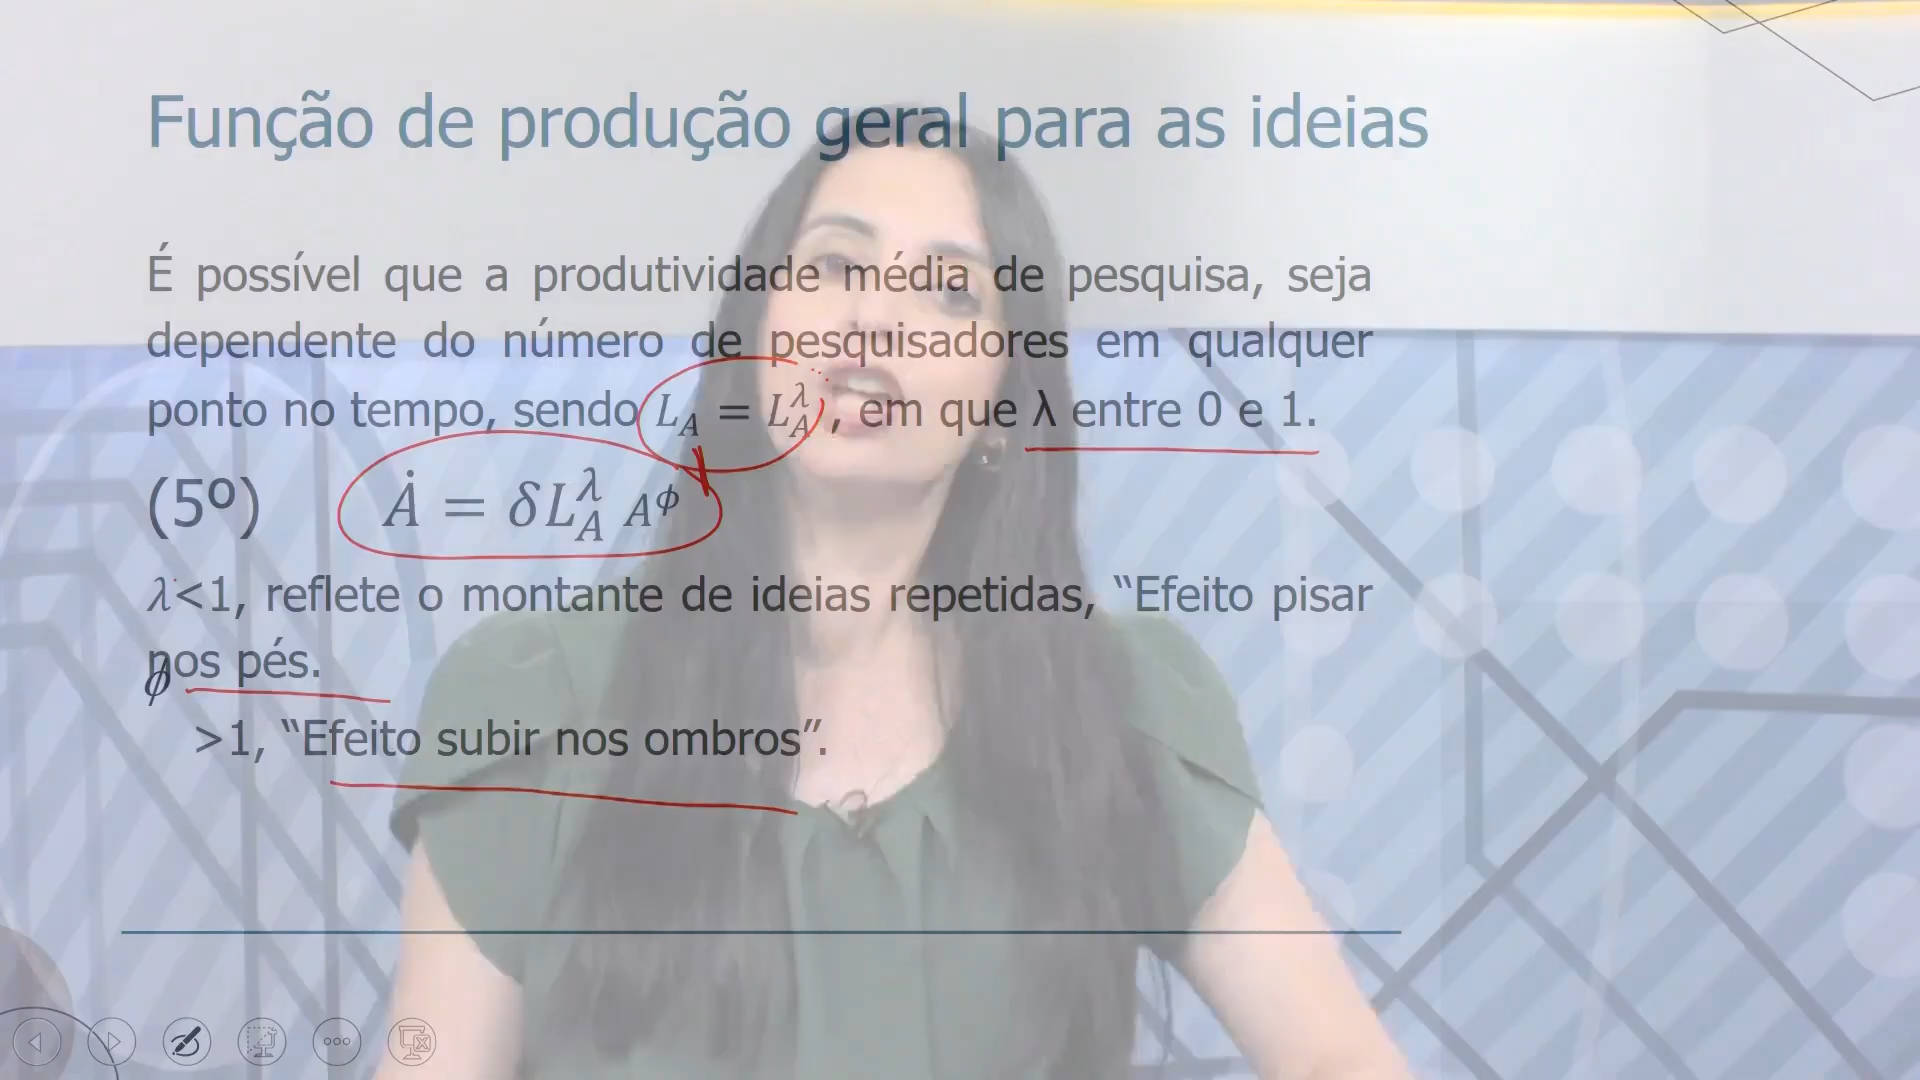 Função de produção geral para as ideias
É possível que a produtividade média de pesquisa, seja
dependente do número de pesquisadores em qualquer
ponto no tempo, sendo L_A = L_A^λ , em que λ entre 0 e 1.
(5º) Ȧ = δL_A^λ A^ϕ
λ<1, reflete o montante de ideias repetidas, “Efeito pisar
nos pés.
ϕ
>1, “Efeito subir nos ombros”.